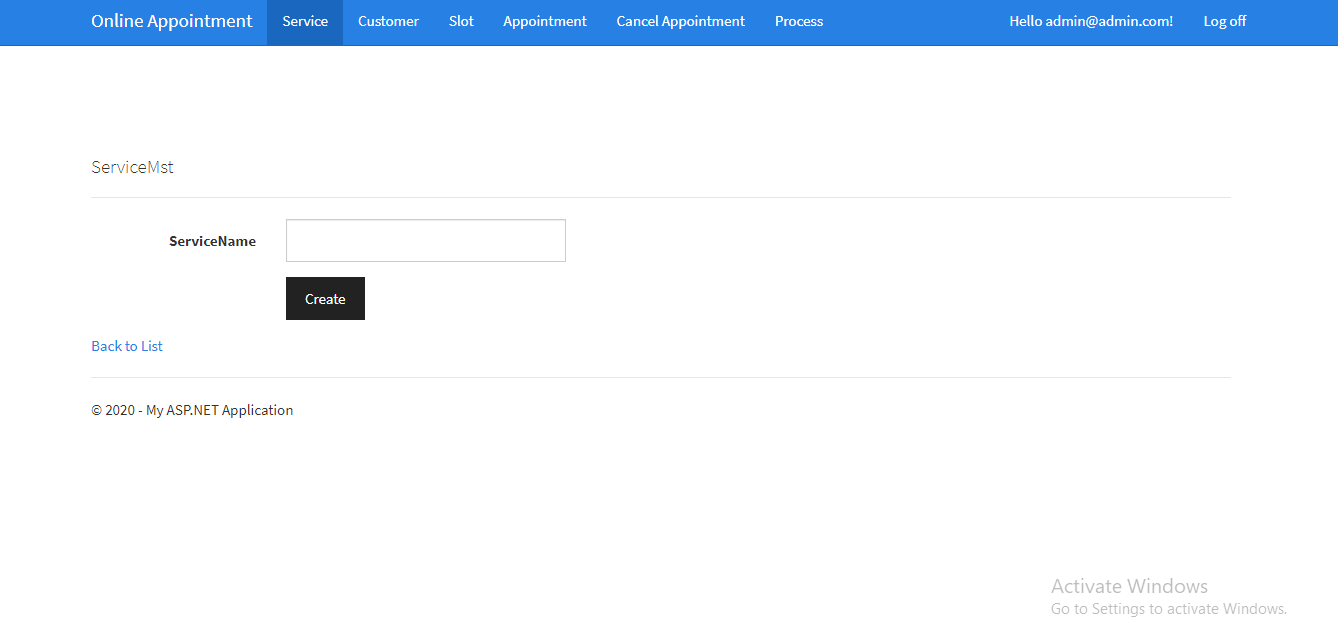 Online Appointment Service Customer Slot Appointment Cancel Appointment Process Hello admin@admin.com! Log off
ServiceMst
ServiceName
Create
Back to List
© 2020 - My ASP.NET Application
Activate Windows
Go to Settings to activate Windows.